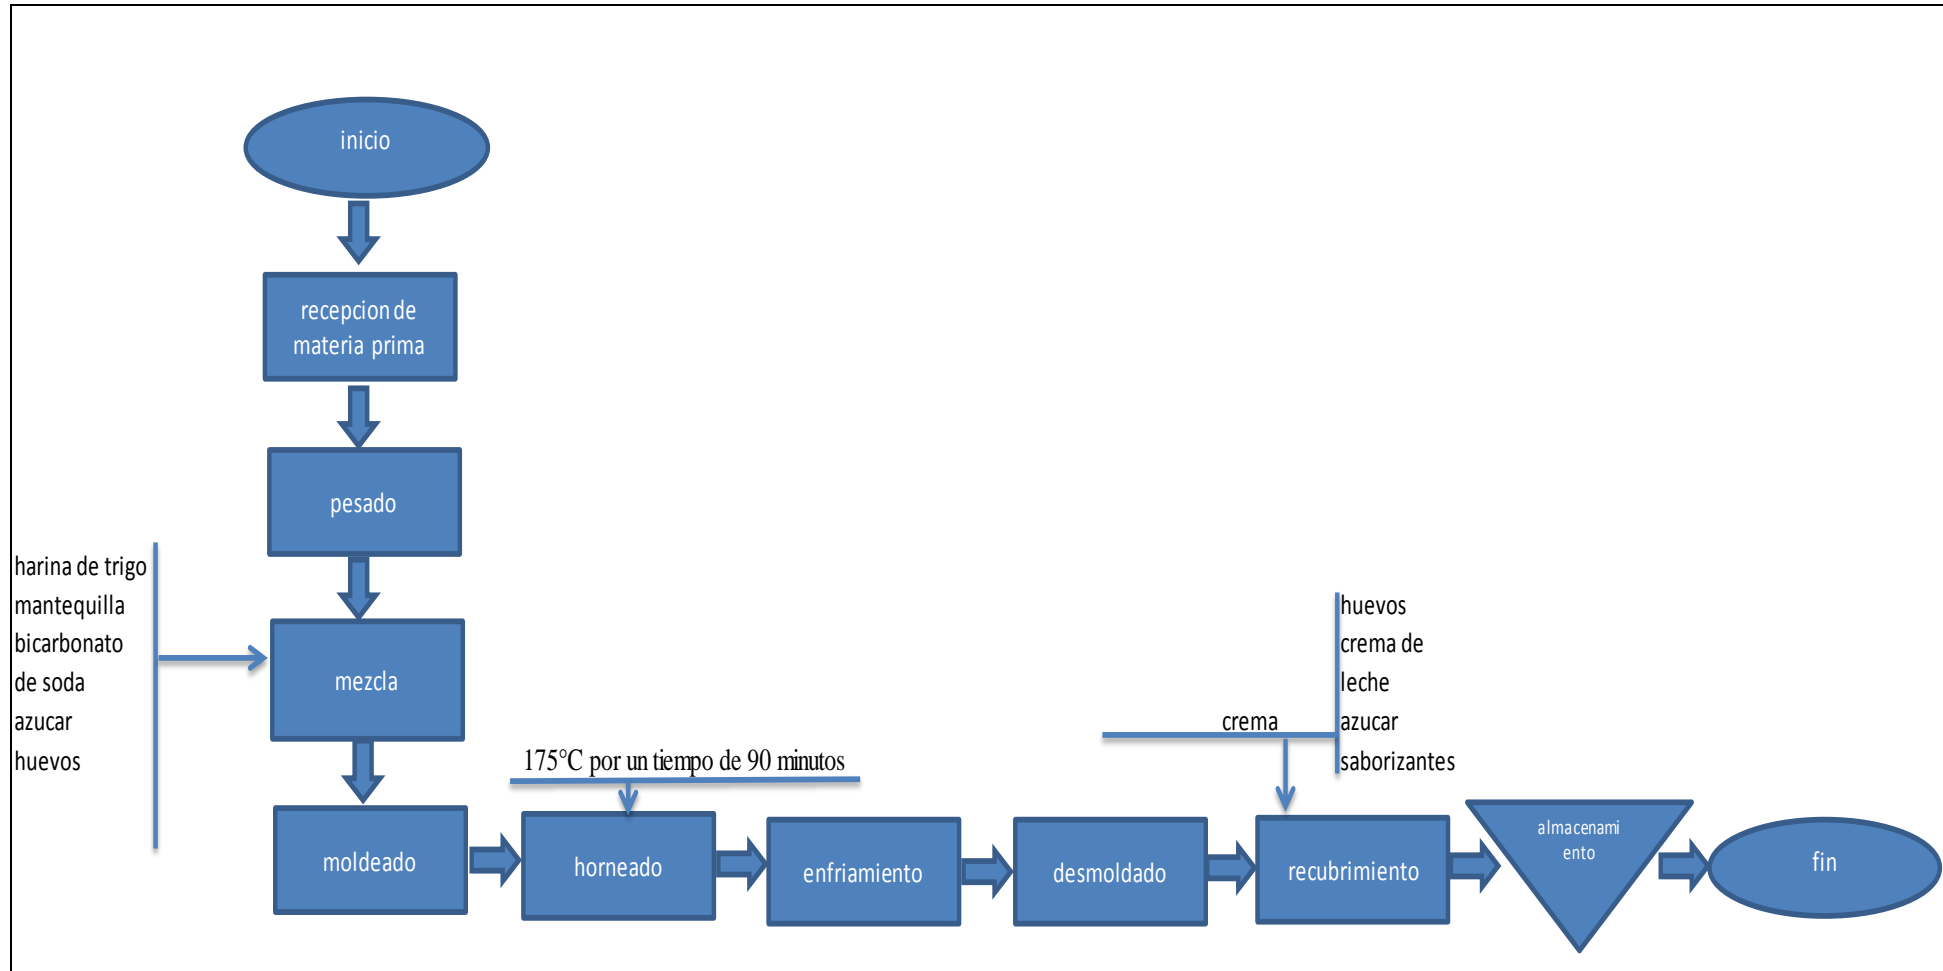 inicio
recepcion de
materia prima
pesado
harina de trigo
mantequilla
bicarbonato
de soda
azucar
huevos
mezcla
175°C por un tiempo de 90 minutos
crema
huevos
crema de
leche
azucar
saborizantes
moldeado
horneado
enfriamiento
desmoldado
recubrimiento
almacenami
ento
fin